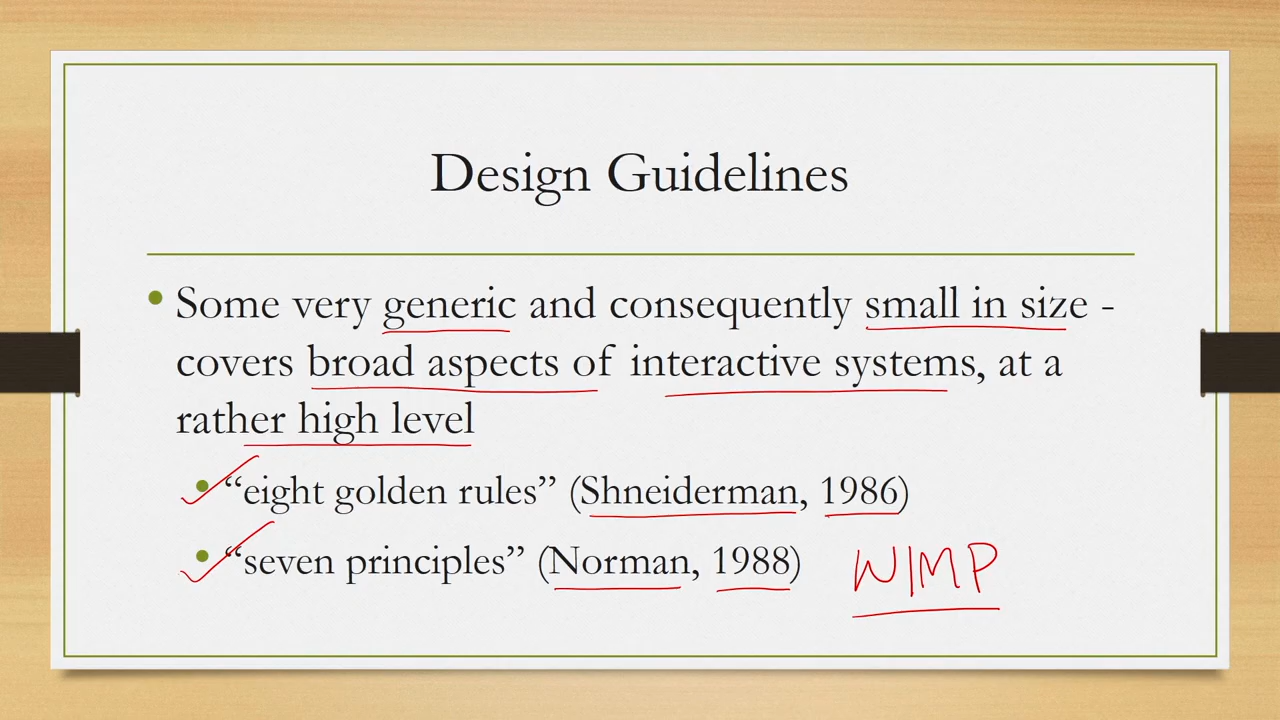 Design Guidelines
• Some very generic and consequently small in size -
covers broad aspects of interactive systems, at a
rather high level
• “eight golden rules” (Shneiderman, 1986)
• “seven principles” (Norman, 1988)
WIMP